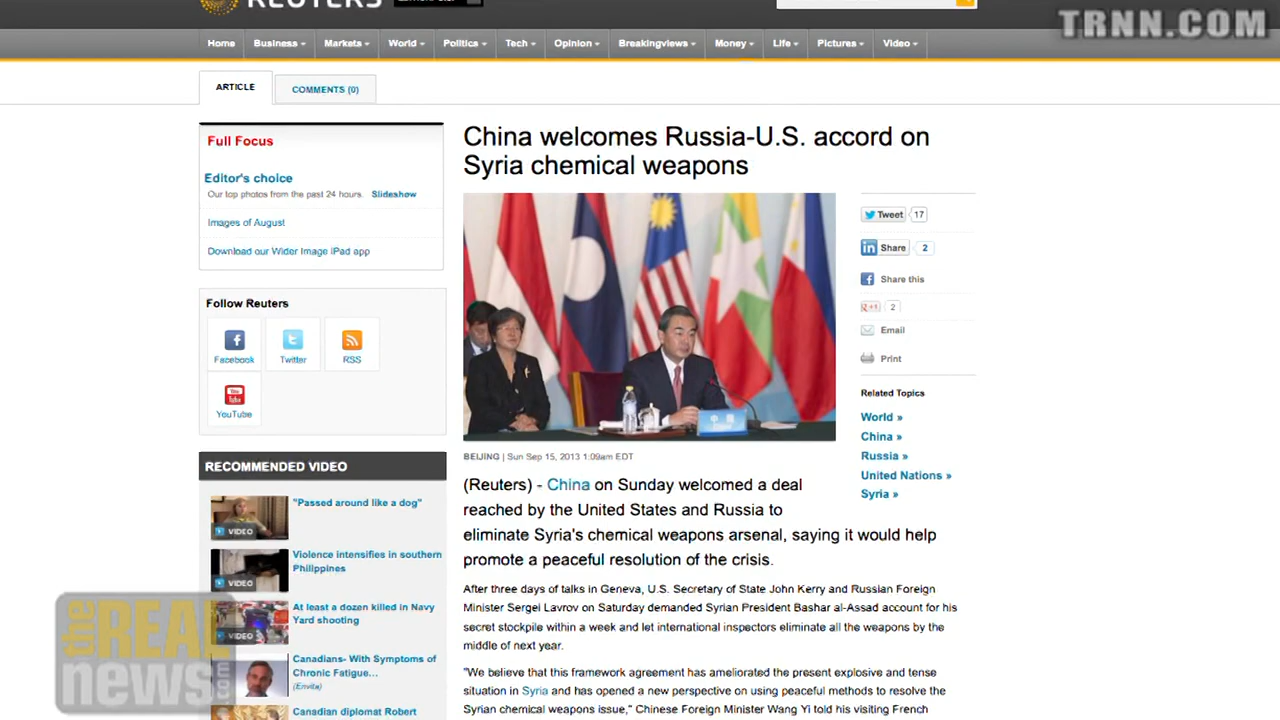 REUTERS
TRNN.COM
Home Business Markets World Politics Tech Opinion Breakingviews Money Life Pictures Video
ARTICLE
COMMENTS (0)
Full Focus
Editor's choice
Our top photos from the past 24 hours. Slideshow
Images of August
Download our Wider Image iPad app
Follow Reuters
Facebook Twitter RSS
YouTube
RECOMMENDED VIDEO
"Passed around like a dog"
VIDEO
Violence intensifies in southern
Philippines
VIDEO
At least a dozen killed in Navy
Yard shooting
VIDEO
Canadians- With Symptoms of
Chronic Fatigue...
(Envita)
Canadian diplomat Robert
the REAL
news.com
China welcomes Russia-U.S. accord on
Syria chemical weapons
BEIJING | Sun Sep 15, 2013 1:09am EDT
(Reuters) - China on Sunday welcomed a deal
reached by the United States and Russia to
eliminate Syria's chemical weapons arsenal, saying it would help
promote a peaceful resolution of the crisis.
After three days of talks in Geneva, U.S. Secretary of State John Kerry and Russian Foreign
Minister Sergei Lavrov on Saturday demanded Syrian President Bashar al-Assad account for his
secret stockpile within a week and let international inspectors eliminate all the weapons by the
middle of next year.
"We believe that this framework agreement has ameliorated the present explosive and tense
situation in Syria and has opened a new perspective on using peaceful methods to resolve the
Syrian chemical weapons issue," Chinese Foreign Minister Wang Yi told his visiting French
Tweet 17
Share 2
Share this
+1 2
Email
Print
Related Topics
World »
China »
Russia »
United Nations »
Syria »